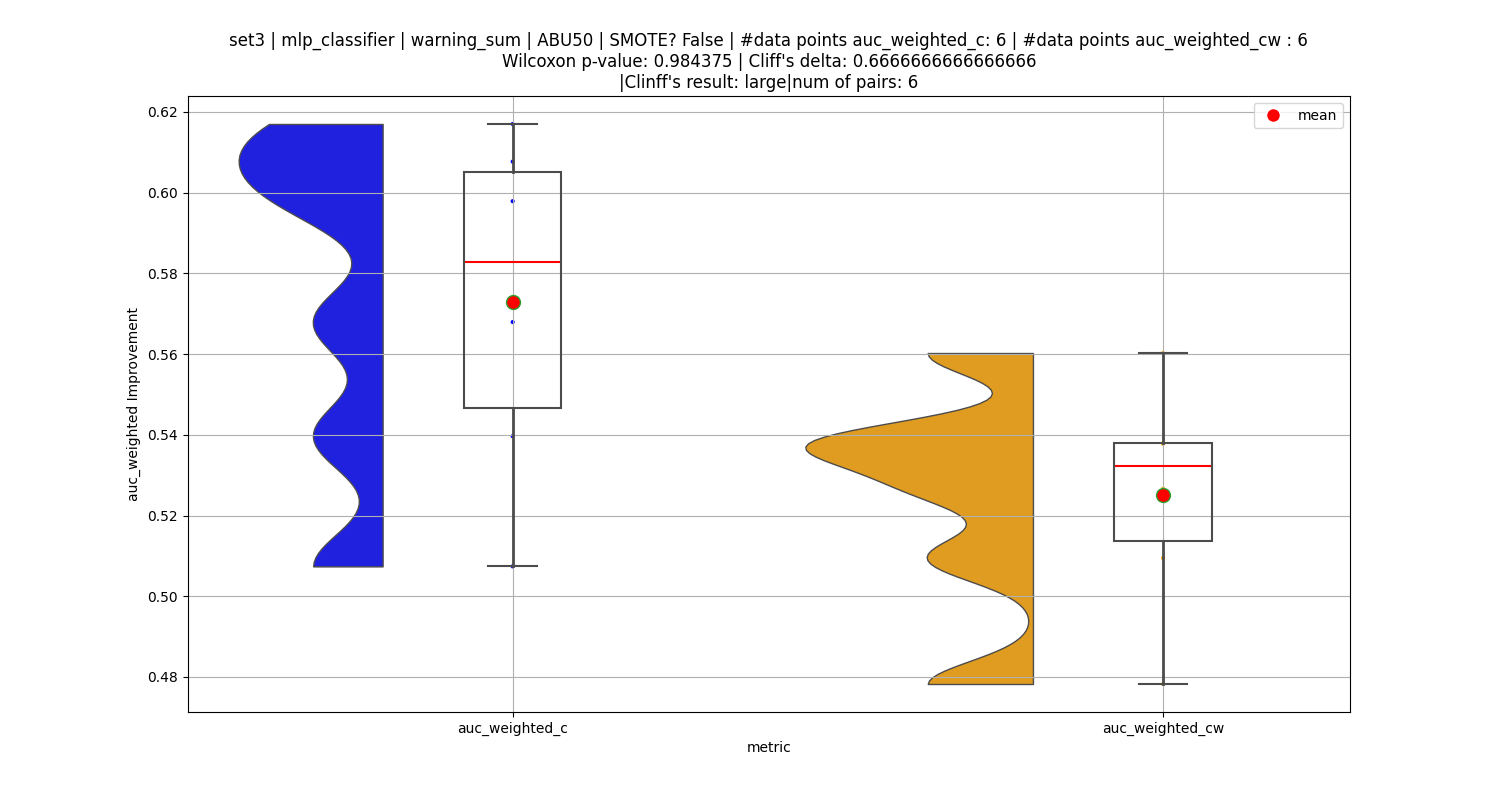 set3 | mlp_classifier | warning_sum | ABU50 | SMOTE? False | #data points auc_weighted_c: 6 | #data points auc_weighted_cw : 6
Wilcoxon p-value: 0.984375 | Cliff's delta: 0.6666666666666666
|Clinff's result: large|num of pairs: 6
mean
0.62
0.60
0.58
0.56
0.54
0.52
0.50
0.48
auc_weighted Improvement
auc_weighted_c
auc_weighted_cw
metric